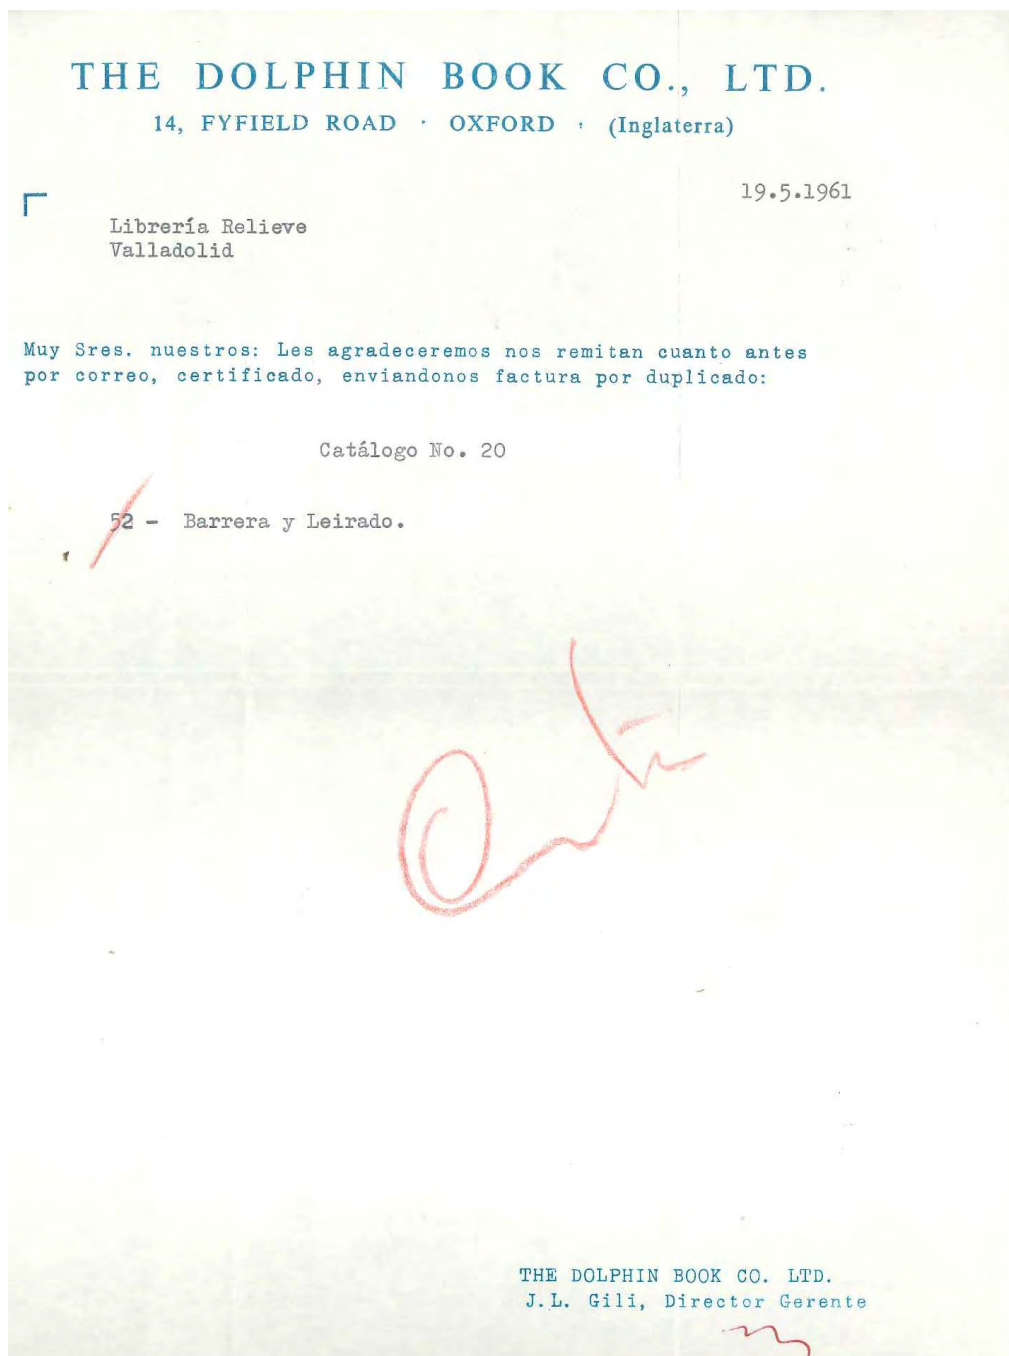 THE DOLPHIN BOOK CO., LTD.
14, FYFIELD ROAD · OXFORD · (Inglaterra)
19.5.1961
Librería Relieve
Valladolid
Muy Sres. nuestros: Les agradeceremos nos remitan cuanto antes
por correo, certificado, enviandonos factura por duplicado:
Catálogo No. 20
52 - Barrera y Leirado.
THE DOLPHIN BOOK CO. LTD.
J.L. Gili, Director Gerente